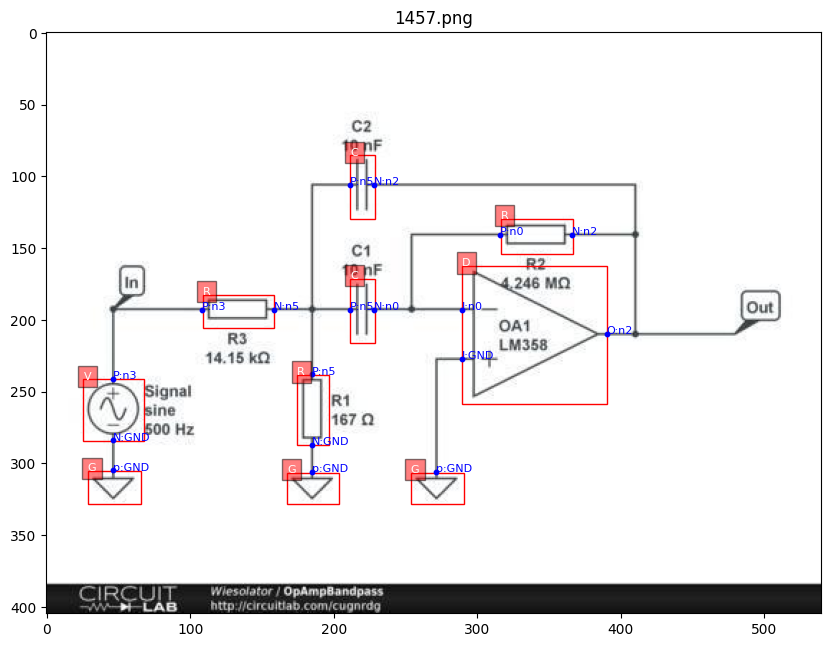 1457.png
0
50
100
150
200
250
300
350
400
0
100
200
300
400
500
C2
10 nF
C
P:n5
N:n2
R
P:n0
N:n2
R2
4.246 MΩ
C1
10 nF
C
P:n5
N:n0
In
R
P:n3
N:n5
R3
14.15 kΩ
D
I:n0
I:GND
O:n2
OA1
LM358
+
Out
V
P:n3
N:GND
Signal
sine
500 Hz
R
P:n5
N:GND
R1
167 Ω
G
p:GND
G
p:GND
G
p:GND
CIRCUIT
LAB
Wiesolator / OpAmpBandpass
http://circuitlab.com/cugnrdg